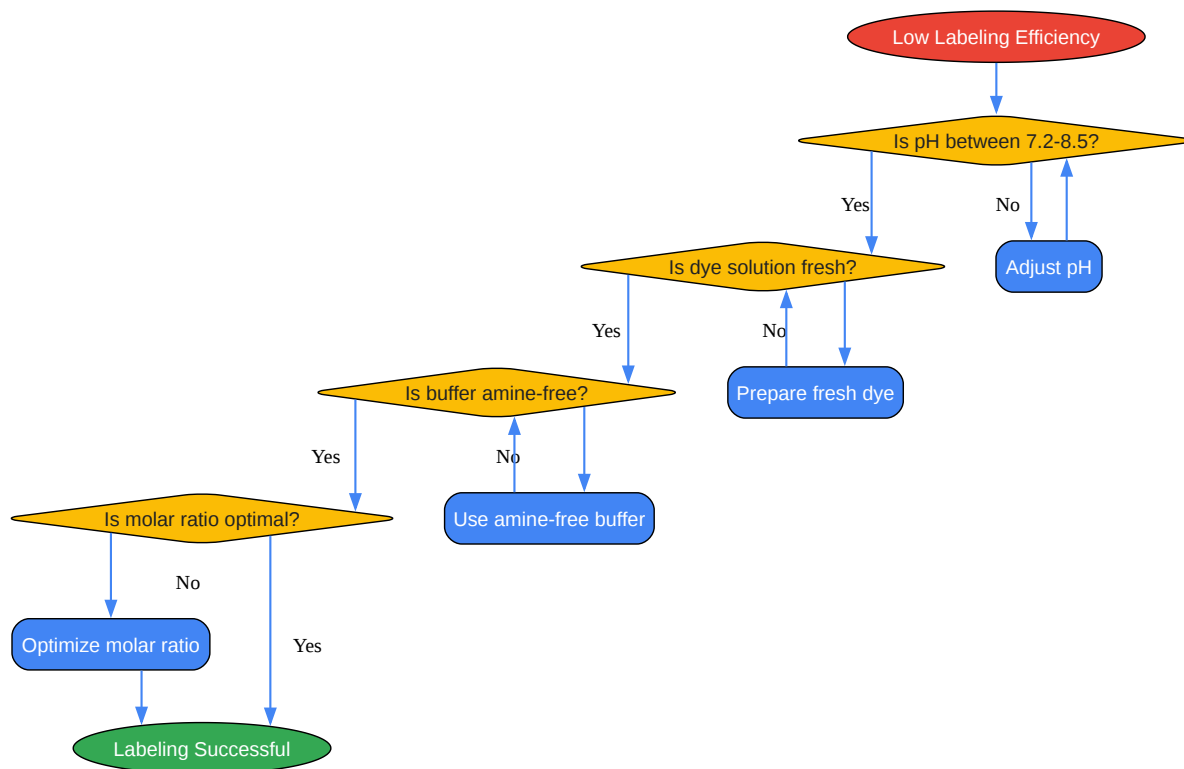 Low Labeling Efficiency
Is pH between 7.2-8.5?
Yes
No
Adjust pH
Is dye solution fresh?
Yes
No
Prepare fresh dye
Is buffer amine-free?
Yes
No
Use amine-free buffer
Is molar ratio optimal?
No
Optimize molar ratio
Yes
Labeling Successful